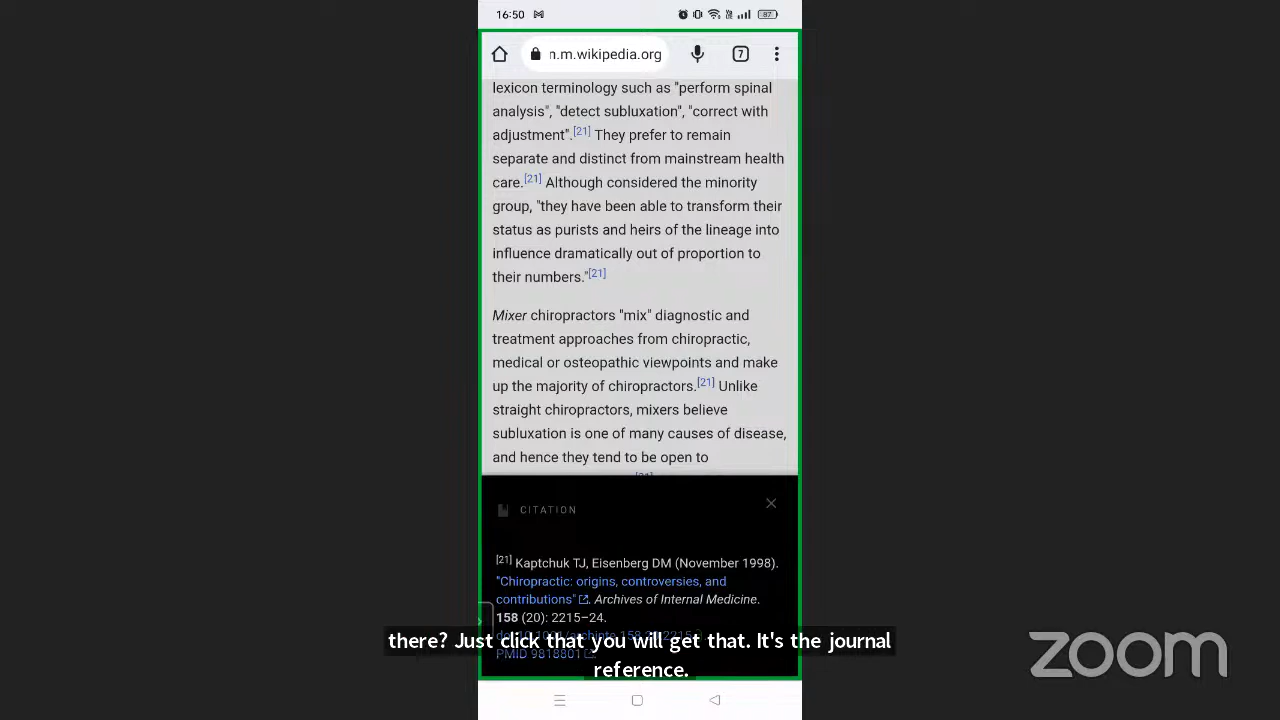 16:50
87
n.m.wikipedia.org
7
lexicon terminology such as "perform spinal
analysis", "detect subluxation", "correct with
adjustment".[21] They prefer to remain
separate and distinct from mainstream health
care.[21] Although considered the minority
group, "they have been able to transform their
status as purists and heirs of the lineage into
influence dramatically out of proportion to
their numbers."[21]
Mixer chiropractors "mix" diagnostic and
treatment approaches from chiropractic,
medical or osteopathic viewpoints and make
up the majority of chiropractors.[21] Unlike
straight chiropractors, mixers believe
subluxation is one of many causes of disease,
and hence they tend to be open to
CITATION
[21] Kaptchuk TJ, Eisenberg DM (November 1998).
"Chiropractic: origins, controversies, and
contributions". Archives of Internal Medicine.
158 (20): 2215–24.
PMID 9818801
there? Just click that you will get that. It's the journal
reference.
zoom